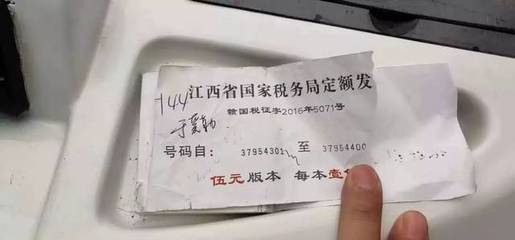 144
江西省国家税务局定额发
赣国税征字2016年5071号
号码自： 37954301 至 37954400
伍元版本 每本壹